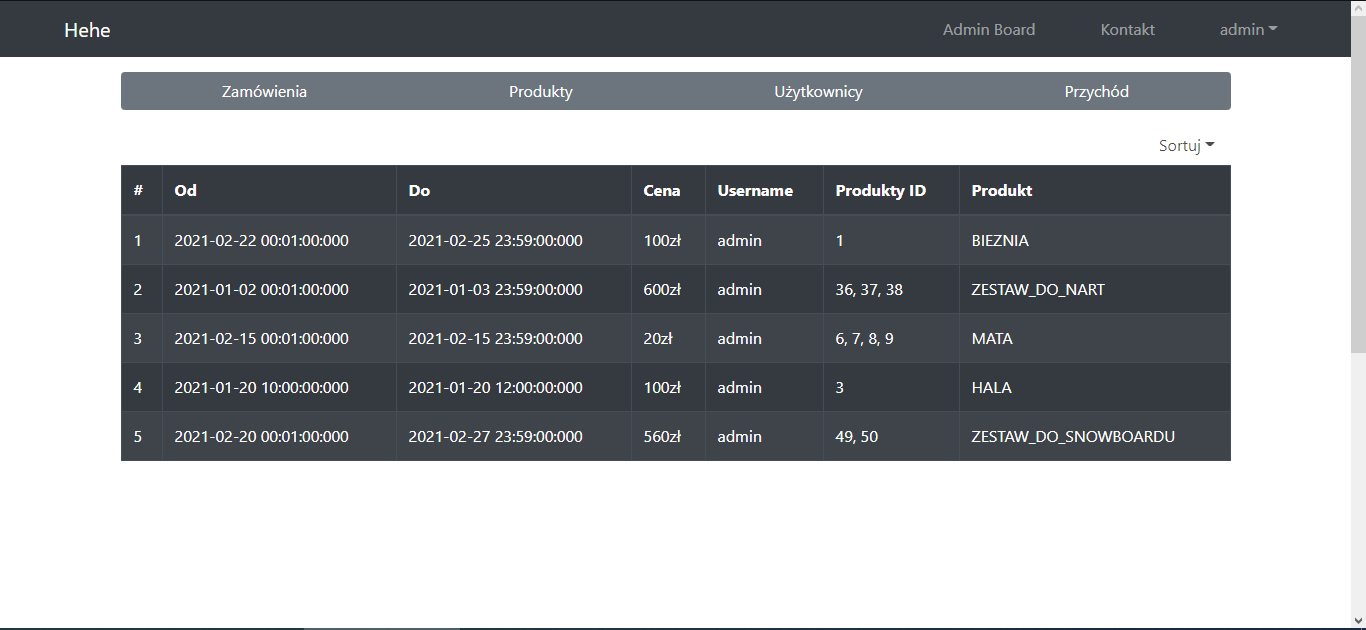 Hehe Admin Board Kontakt admin
Zamówienia Produkty Użytkownicy Przychód
Sortuj
# Od Do Cena Username Produkty ID Produkt
1 2021-02-22 00:01:00:000 2021-02-25 23:59:00:000 100zł admin 1 BIEZNIA
2 2021-01-02 00:01:00:000 2021-01-03 23:59:00:000 600zł admin 36, 37, 38 ZESTAW_DO_NART
3 2021-02-15 00:01:00:000 2021-02-15 23:59:00:000 20zł admin 6, 7, 8, 9 MATA
4 2021-01-20 10:00:00:000 2021-01-20 12:00:00:000 100zł admin 3 HALA
5 2021-02-20 00:01:00:000 2021-02-27 23:59:00:000 560zł admin 49, 50 ZESTAW_DO_SNOWBOARDU